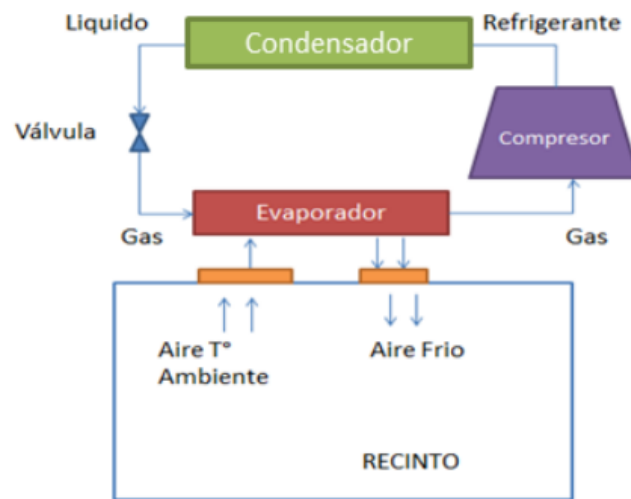 Liquido
Condensador
Refrigerante
Válvula
Compresor
Evaporador
Gas
Gas
Aire T°
Ambiente
Aire Frio
RECINTO